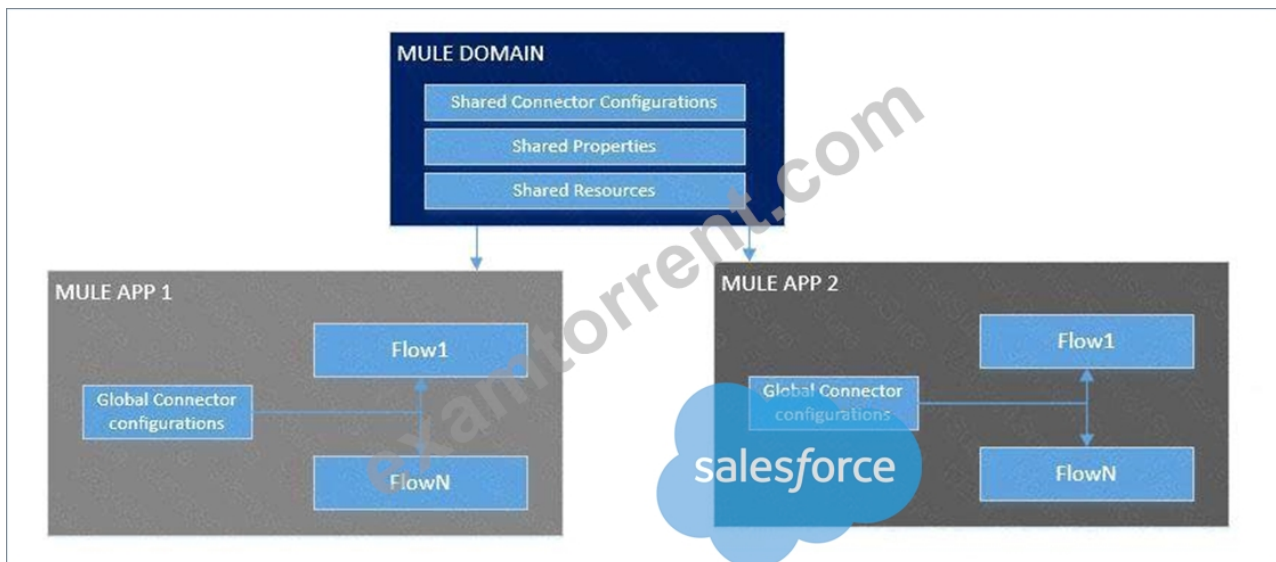 MULE DOMAIN
Shared Connector Configurations
Shared Properties
Shared Resources
MULE APP 1
Flow1
Global Connector
configurations
FlowN
MULE APP 2
Flow1
Global Connector
configurations
FlowN
salesforce
examtorrent.com